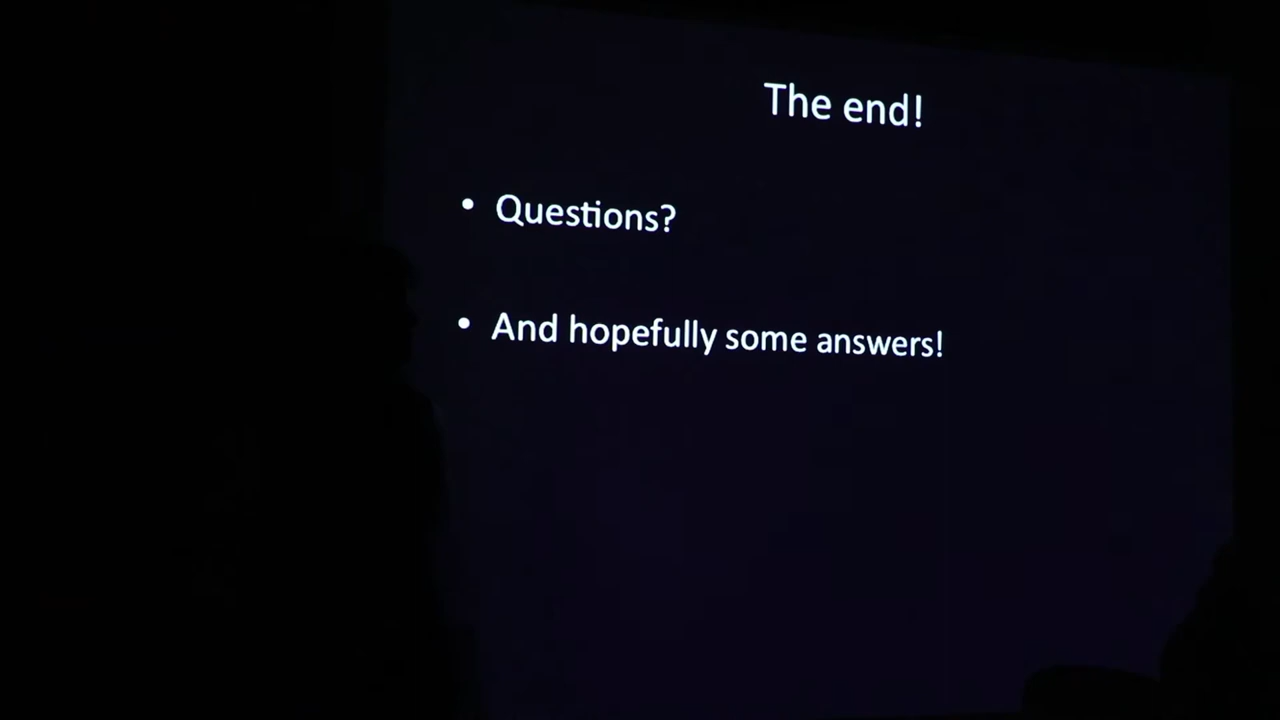 The end!
• Questions?
• And hopefully some answers!